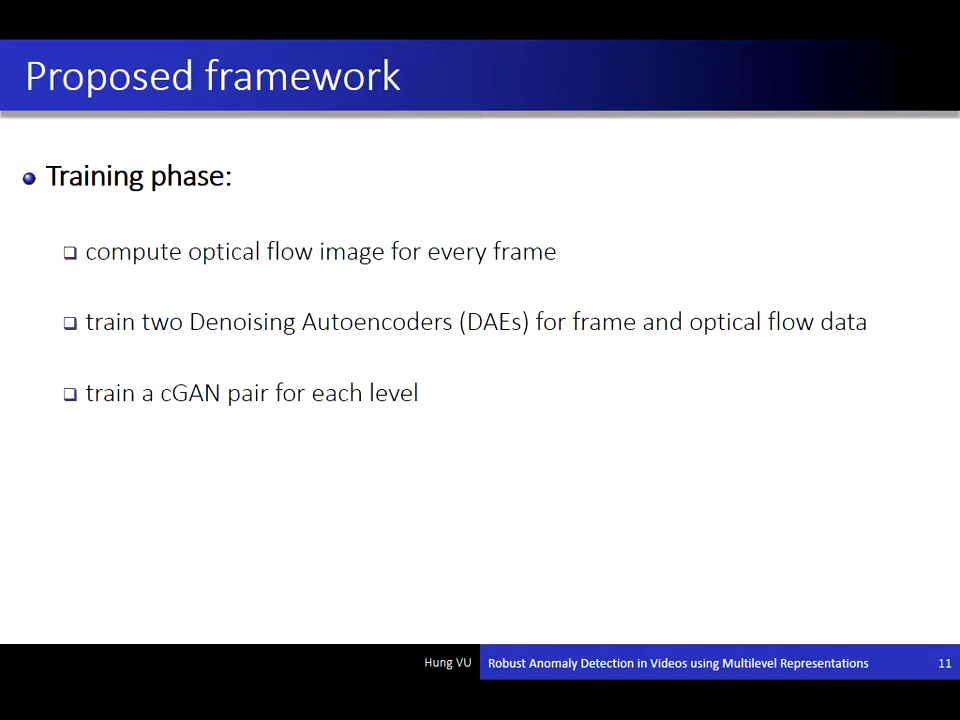 Proposed framework
Training phase:
compute optical flow image for every frame
train two Denoising Autoencoders (DAEs) for frame and optical flow data
train a cGAN pair for each level
Hung VU
Robust Anomaly Detection in Videos using Multilevel Representations
11